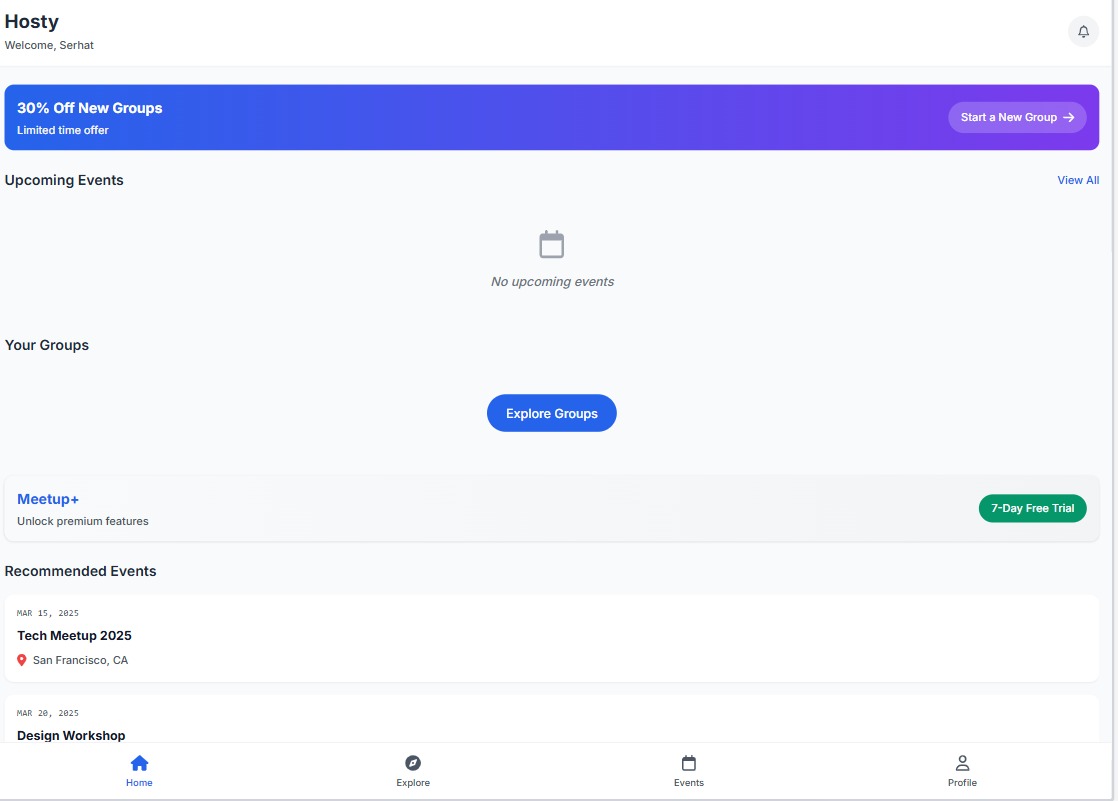 Hosty
Welcome, Serhat
30% Off New Groups
Limited time offer
Start a New Group →
Upcoming Events
View All
No upcoming events
Your Groups
Explore Groups
Meetup+
Unlock premium features
7-Day Free Trial
Recommended Events
MAR 15, 2025
Tech Meetup 2025
San Francisco, CA
MAR 20, 2025
Design Workshop
Home
Explore
Events
Profile